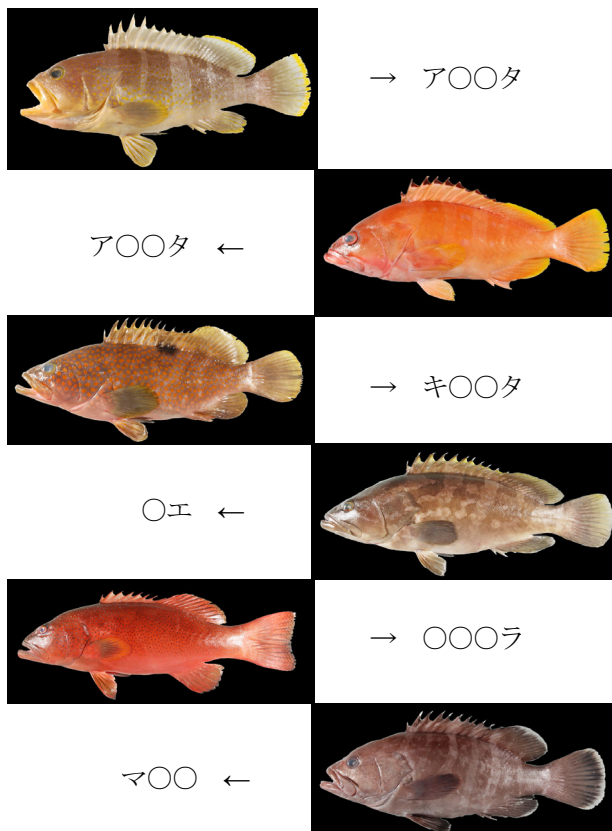 → ア○○タ
ア○○タ ←
→ キ○○タ
○エ ←
→ ○○○ラ
マ○○ ←